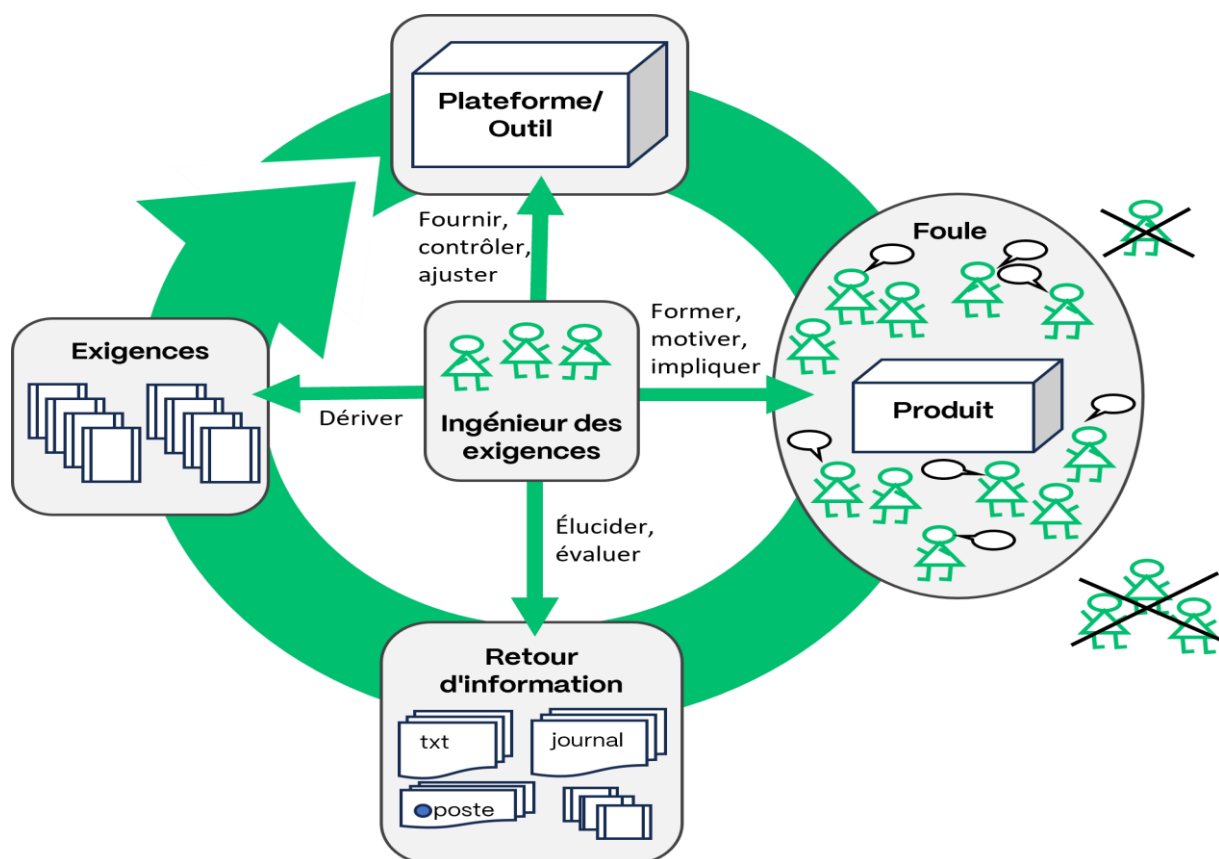 Plateforme/
Outil
Fournir,
contrôler,
ajuster
Foule
Former,
motiver,
impliquer
Exigences
Produit
Dériver
Ingénieur des
exigences
Élucider,
évaluer
Retour
d'information
txt
journal
poste